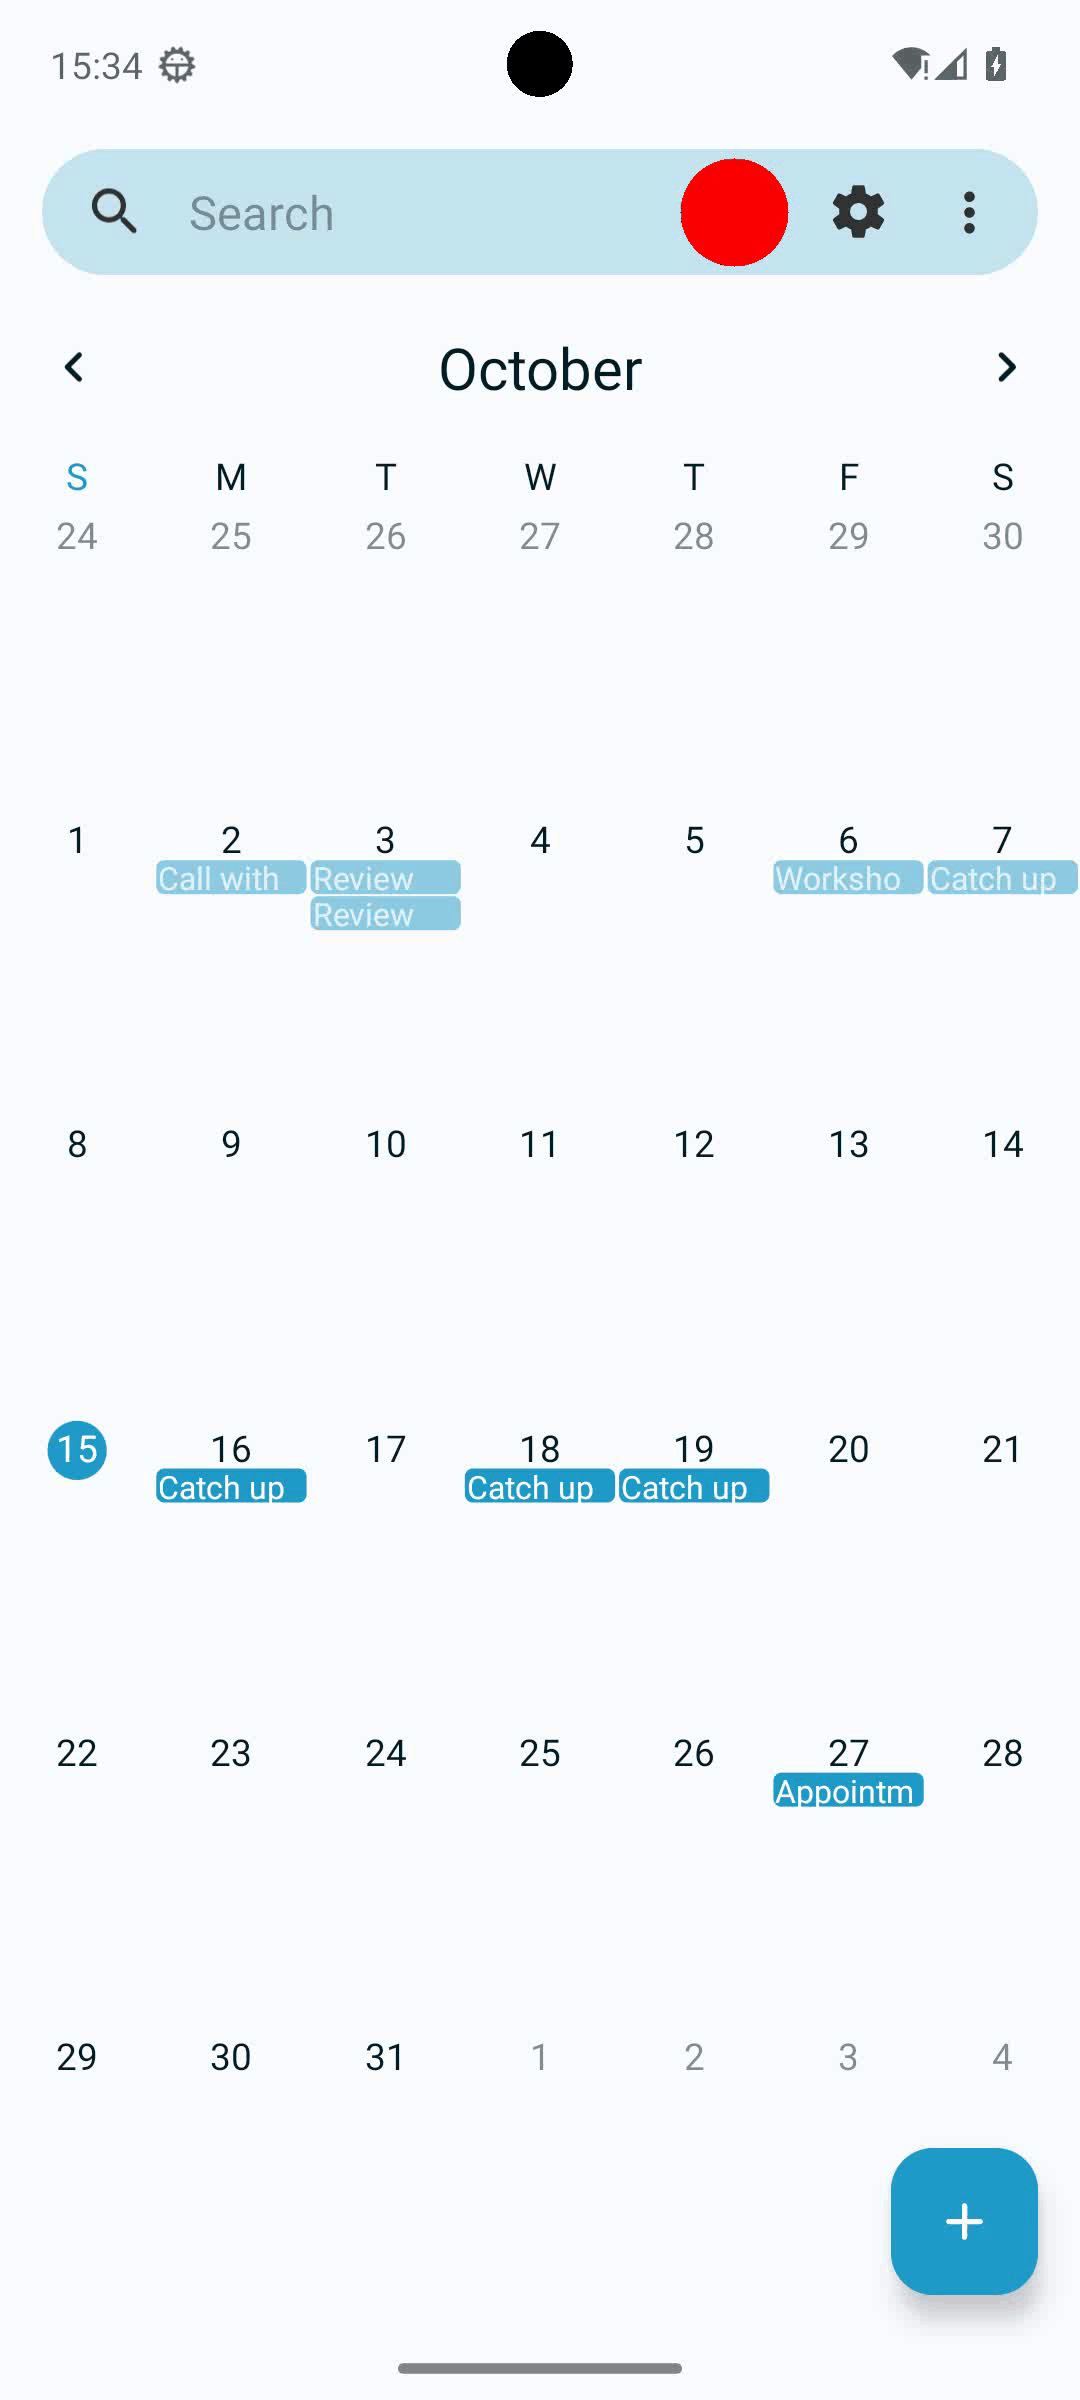 15:34
Search
October
S M T W T F S
24 25 26 27 28 29 30
1 2 3 4 5 6 7
Call with Review Worksho Catch up
Review
8 9 10 11 12 13 14
15 16 17 18 19 20 21
Catch up Catch up Catch up
22 23 24 25 26 27 28
Appointm
29 30 31 1 2 3 4